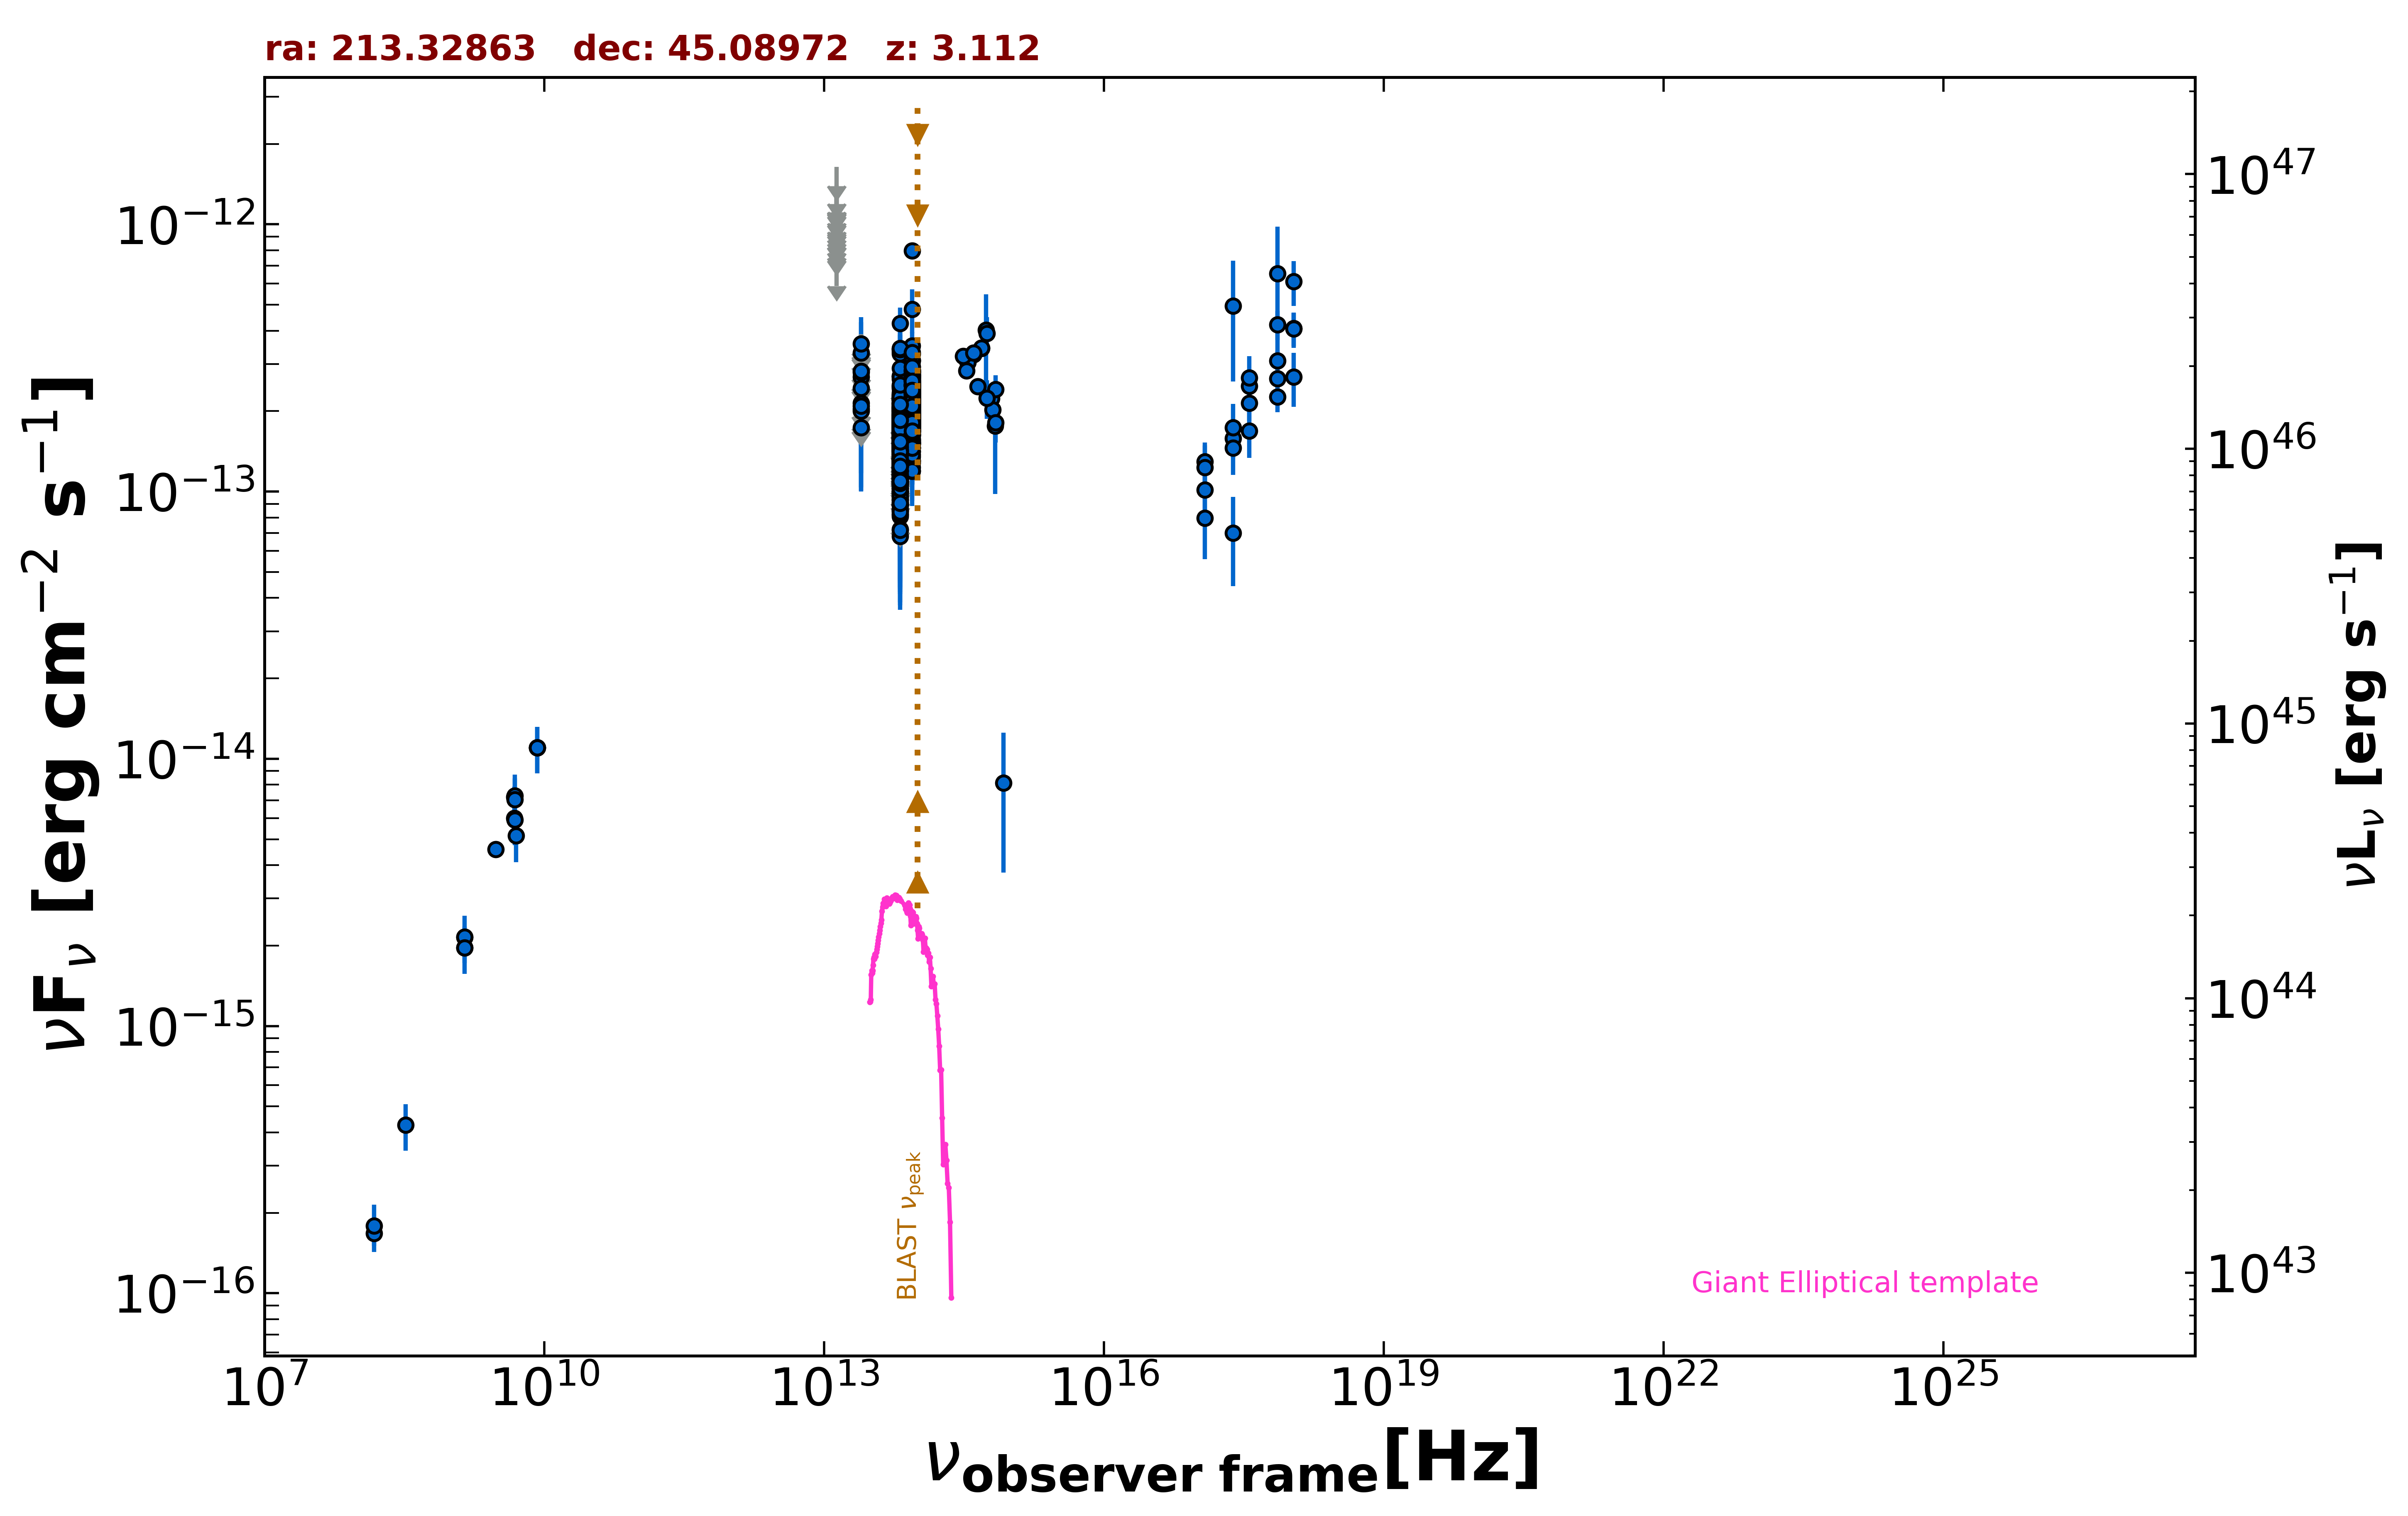 ra: 213.32863   dec: 45.08972   z: 3.112
νF_ν [erg cm^−2 s^−1]
10^−12
10^−13
10^−14
10^−15
10^−16
10^47
10^46
10^45
10^44
10^43
νL_ν [erg s^−1]
BLAST ν_peak
Giant Elliptical template
10^7 10^10 10^13 10^16 10^19 10^22 10^25
ν_observer frame [Hz]